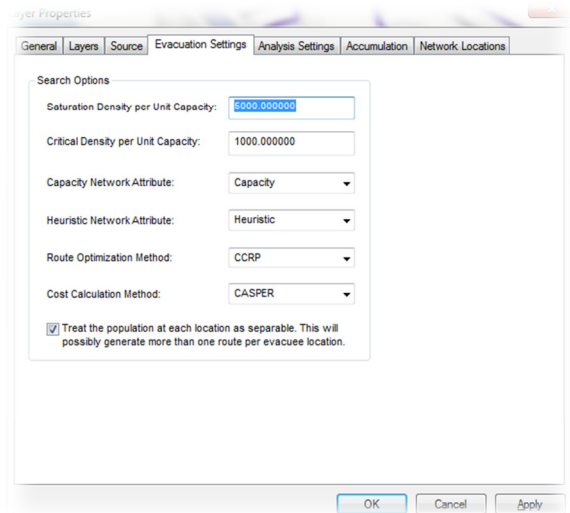 yer Properties
General Layers Source Evacuation Settings Analysis Settings Accumulation Network Locations
Search Options
Saturation Density per Unit Capacity: 5000.000000
Critical Density per Unit Capacity: 1000.000000
Capacity Network Attribute: Capacity
Heuristic Network Attribute: Heuristic
Route Optimization Method: CCRP
Cost Calculation Method: CASPER
Treat the population at each location as separable. This will
possibly generate more than one route per evacuee location.
OK Cancel Apply